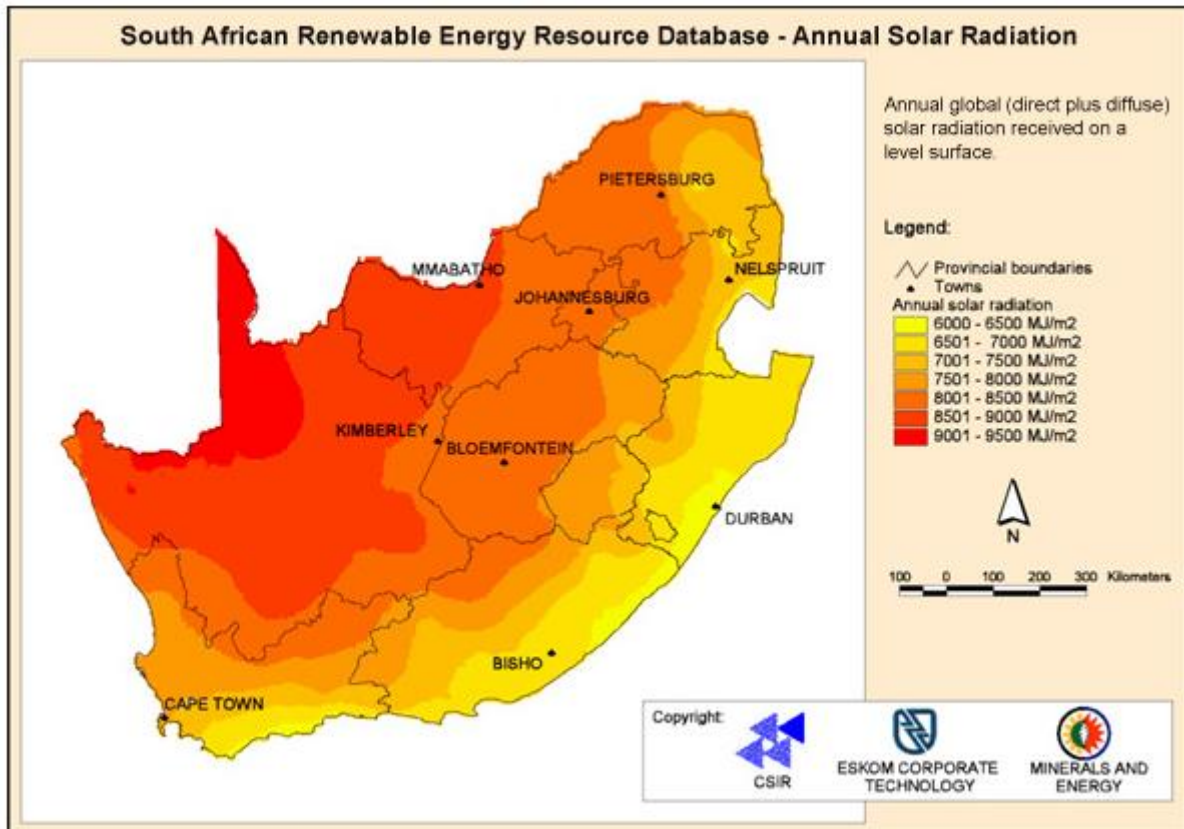 South African Renewable Energy Resource Database - Annual Solar Radiation
Annual global (direct plus diffuse)
solar radiation received on a
level surface.
PIETERSBURG
Legend:
MMABATHO
NELSPRUIT
Provincial boundaries
Towns
JOHANNESBURG
Annual solar radiation
6000 - 6500 MJ/m2
6501 - 7000 MJ/m2
7001 - 7500 MJ/m2
7501 - 8000 MJ/m2
8001 - 8500 MJ/m2
8501 - 9000 MJ/m2
9001 - 9500 MJ/m2
KIMBERLEY
BLOEMFONTEIN
DURBAN
N
100 0 100 200 300 Kilometers
BISHO
CAPE TOWN
Copyright:
CSIR
ESKOM CORPORATE
TECHNOLOGY
MINERALS AND
ENERGY